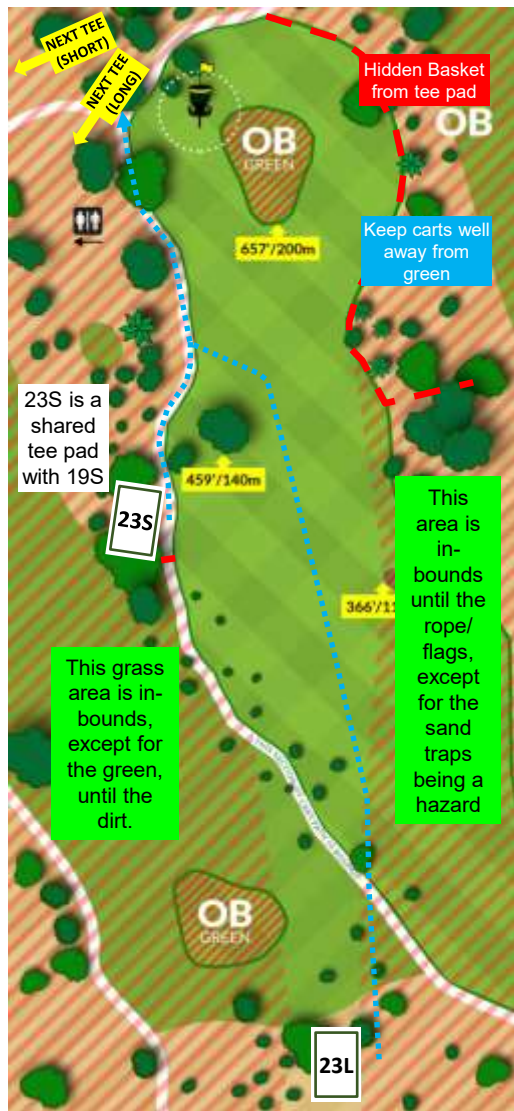 NEXT TEE
(SHORT)
NEXT TEE
(LONG)
Hidden Basket
from tee pad
OB
GREEN
OB
657'/200m
Keep carts well
away from
green
23S is a
shared
tee pad
with 19S
459'/140m
23S
This
area is
in-
bounds
until the
rope/
flags,
except
for the
sand
traps
being a
hazard
366'/11
This grass
area is in-
bounds,
except for
the green,
until the
dirt.
OB
GREEN
23L